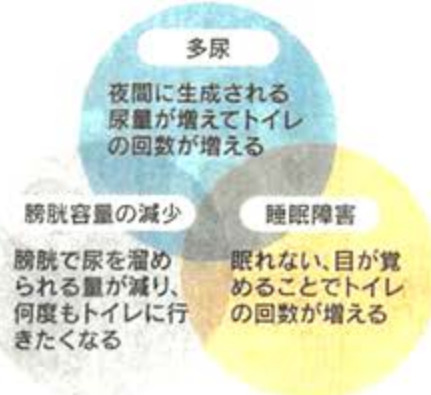 多尿
夜間に生成される
尿量が増えてトイレ
の回数が増える
膀胱容量の減少
膀胱で尿を溜め
られる量が減り、
何度もトイレに行
きたくなる
睡眠障害
眠れない、目が覚
めることでトイレ
の回数が増える